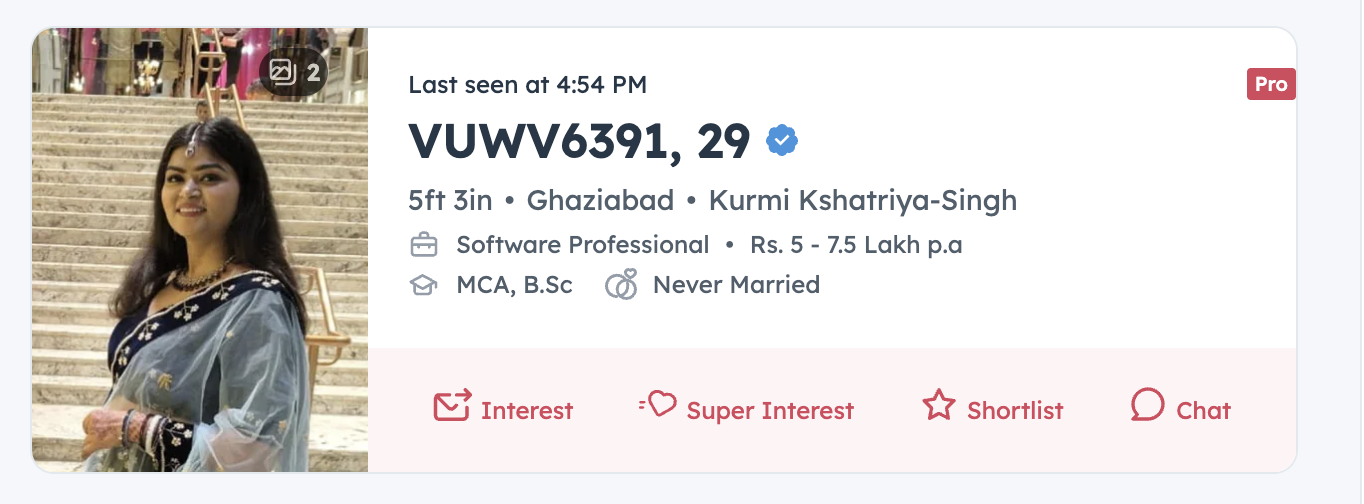 2
Last seen at 4:54 PM
Pro
VUWV6391, 29
5ft 3in • Ghaziabad • Kurmi Kshatriya-Singh
Software Professional • Rs. 5 - 7.5 Lakh p.a
MCA, B.Sc Never Married
Interest Super Interest Shortlist Chat